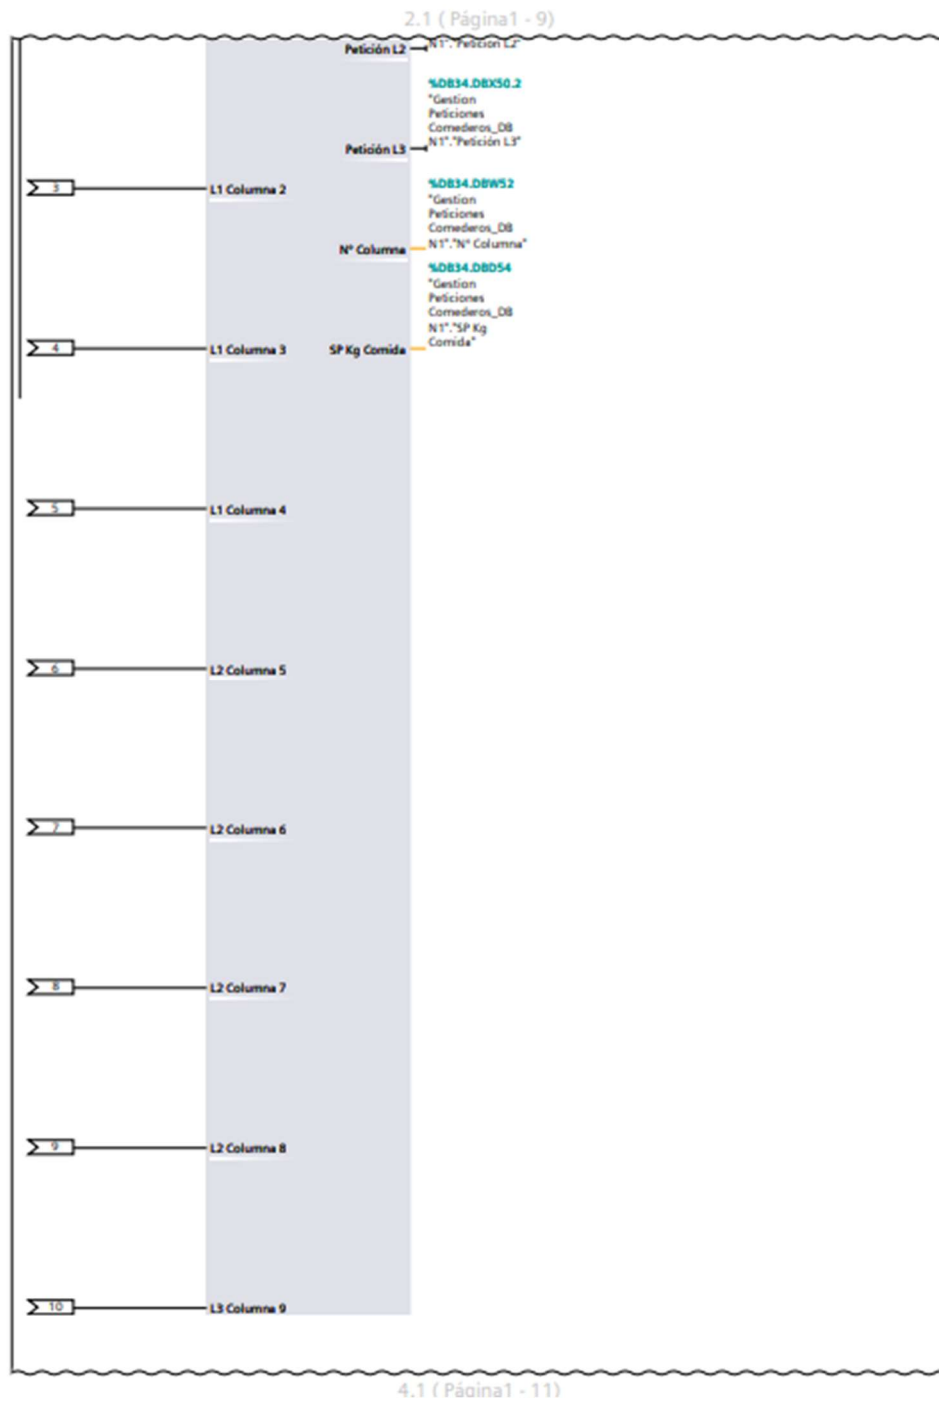 2.1 ( Página1 - 9)
Petición L2
N1"."Petición L2"
%DB34.DBX50.2
"Gestion
Peticiones
Comederos_DB
N1"."Petición L3"
Petición L3
3
L1 Columna 2
%DB34.DBW52
"Gestion
Peticiones
Comederos_DB
N1"."Nº Columna"
Nº Columna
%DB34.DBD54
"Gestion
Peticiones
Comederos_DB
N1"."SP Kg
Comida"
4
L1 Columna 3
SP Kg Comida
5
L1 Columna 4
6
L2 Columna 5
7
L2 Columna 6
8
L2 Columna 7
9
L2 Columna 8
10
L3 Columna 9
4.1 ( Página1 - 11)